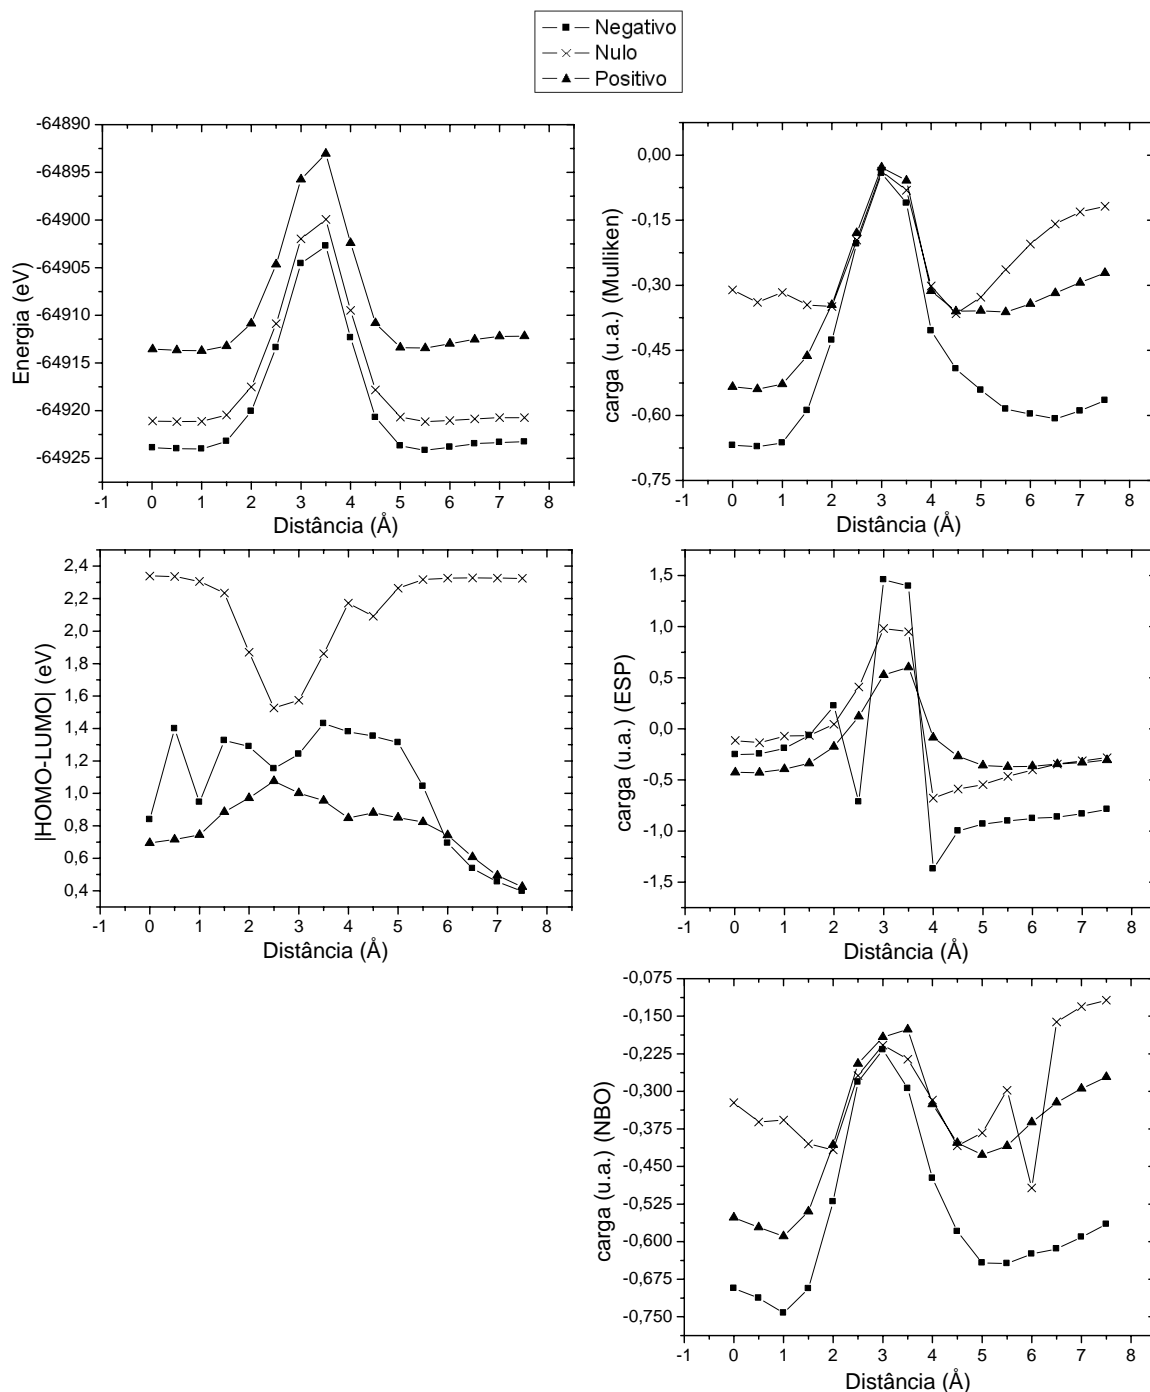 Negativo
Nulo
Positivo
-64890
-64895
-64900
-64905
-64910
-64915
-64920
-64925
Energia (eV)
-1 0 1 2 3 4 5 6 7 8
Distância (Å)
0,00
-0,15
-0,30
-0,45
-0,60
-0,75
carga (u.a.) (Mulliken)
-1 0 1 2 3 4 5 6 7 8
Distância (Å)
2,4
2,2
2,0
1,8
1,6
1,4
1,2
1,0
0,8
0,6
0,4
|HOMO-LUMO| (eV)
-1 0 1 2 3 4 5 6 7 8
Distância (Å)
1,5
1,0
0,5
0,0
-0,5
-1,0
-1,5
carga (u.a.) (ESP)
-1 0 1 2 3 4 5 6 7 8
Distância (Å)
-0,075
-0,150
-0,225
-0,300
-0,375
-0,450
-0,525
-0,600
-0,675
-0,750
carga (u.a.) (NBO)
-1 0 1 2 3 4 5 6 7 8
Distância (Å)